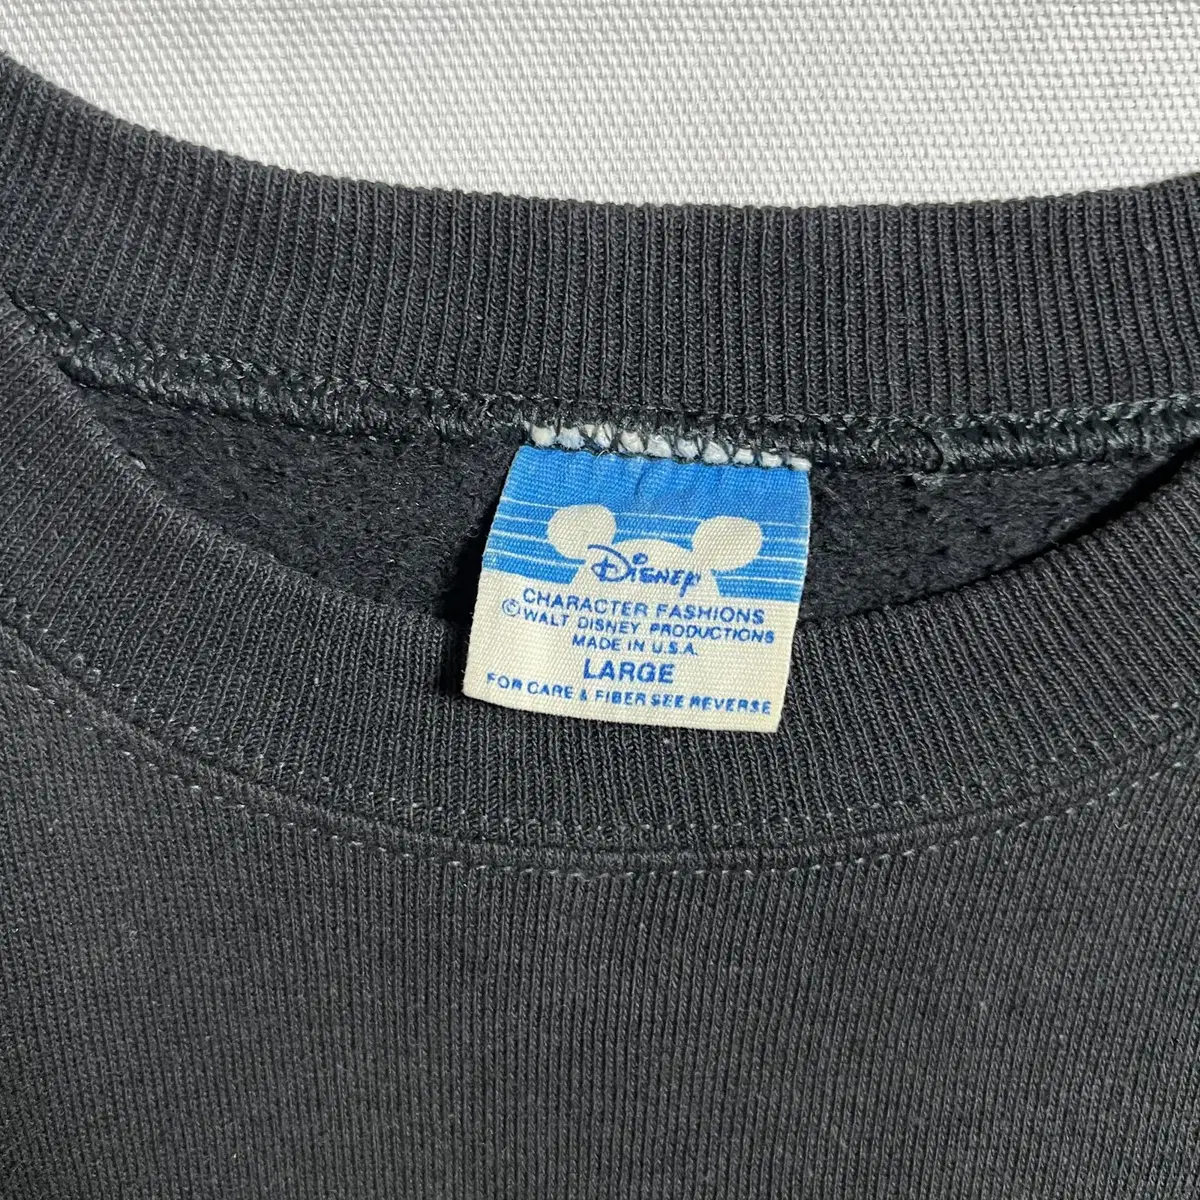 Disney
CHARACTER FASHIONS
©WALT DISNEY PRODUCTIONS
MADE IN U.S.A.
LARGE
FOR CARE & FIBER SEE REVERSE